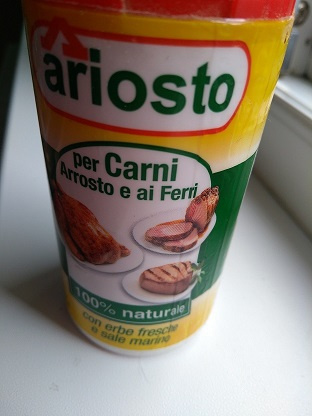 ariosto
per Carni
Arrosto e ai Ferri
100% naturale
con erbe fresche
e sale marino